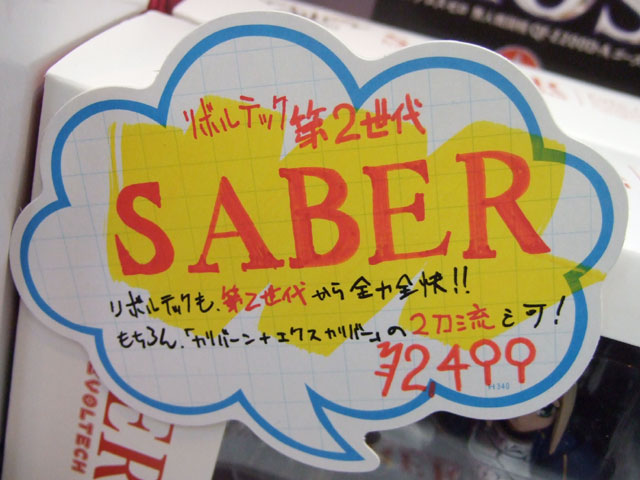 リボルテック 第2世代
SABER
リボルテックも、第2世代から全力全快!!
もちろん、「カリバーン+エクスカリバー」の2刀流も可!
¥2,499
VOLTECH